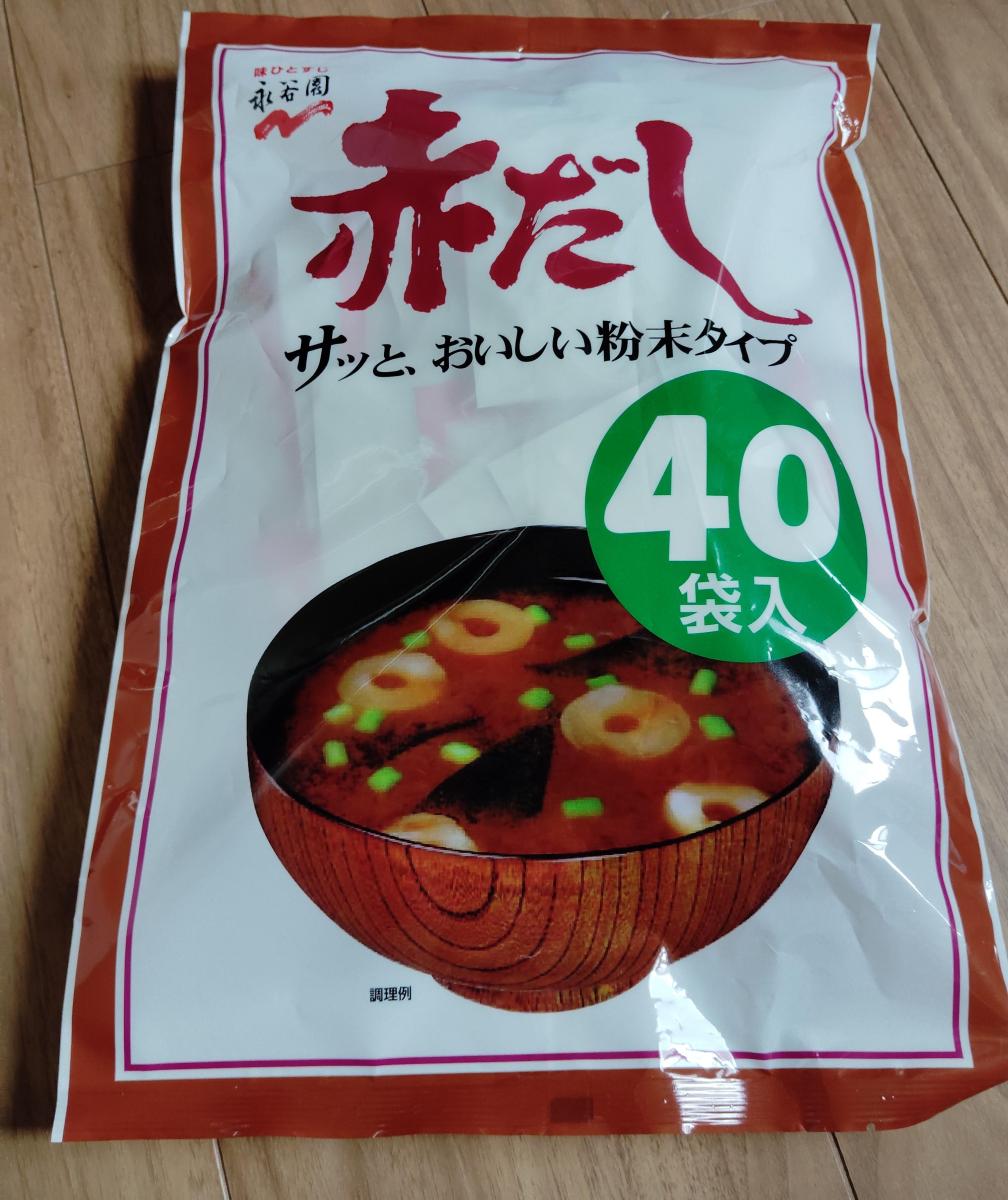 味ひとすじ
永谷園
赤だし
サッと、おいしい粉末タイプ
40
袋入
調理例